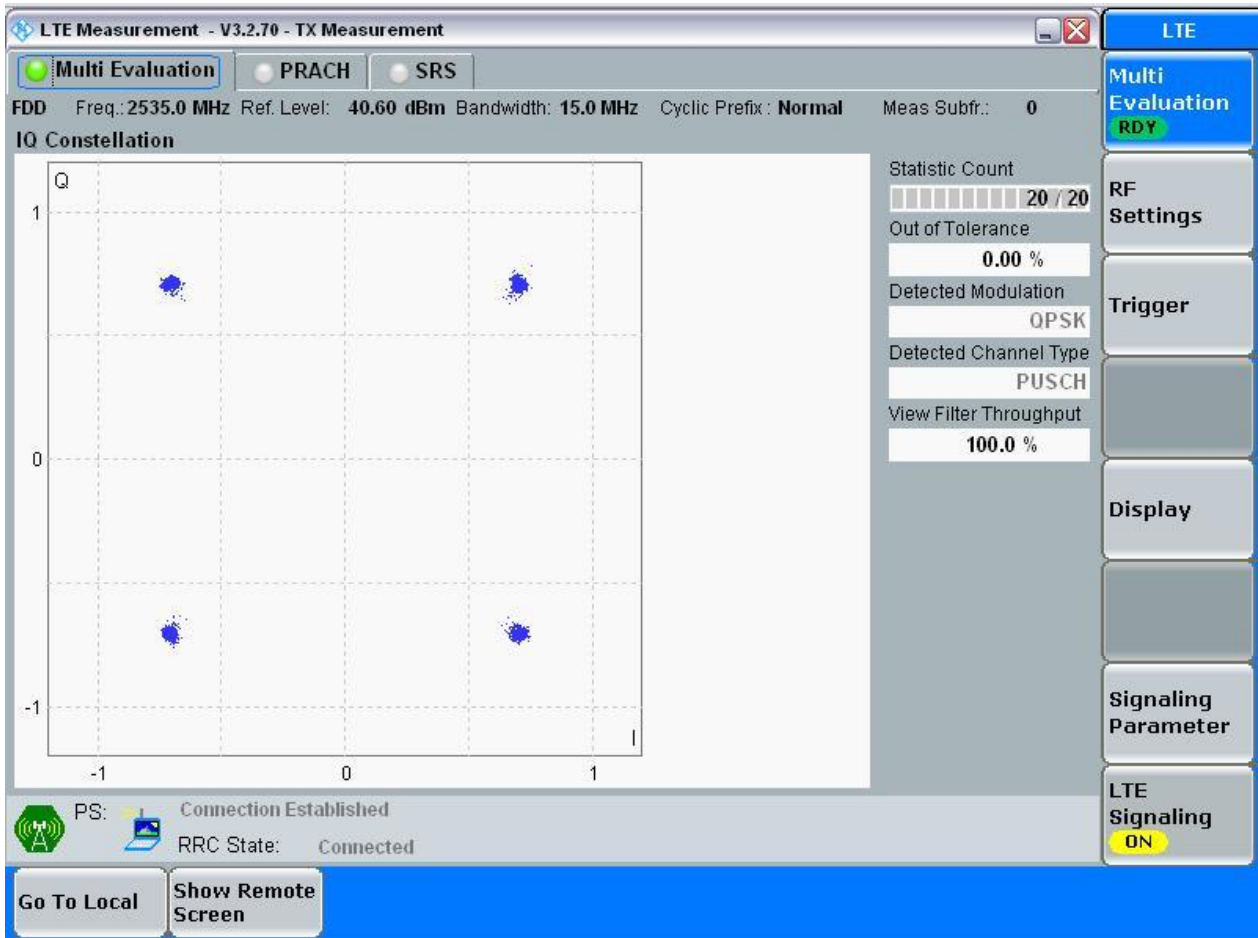 LTE Measurement - V3.2.70 - TX Measurement
LTE
Multi Evaluation
PRACH
SRS
FDD Freq.: 2535.0 MHz Ref. Level: 40.60 dBm Bandwidth: 15.0 MHz Cyclic Prefix : Normal Meas Subfr.: 0
IQ Constellation
Q
1
0
-1
I
-1 0 1
Statistic Count
20 / 20
Out of Tolerance
0.00 %
Detected Modulation
QPSK
Detected Channel Type
PUSCH
View Filter Throughput
100.0 %
PS: Connection Established
RRC State: Connected
Multi
Evaluation
RDY
RF
Settings
Trigger
Display
Signaling
Parameter
LTE
Signaling
ON
Go To Local
Show Remote
Screen